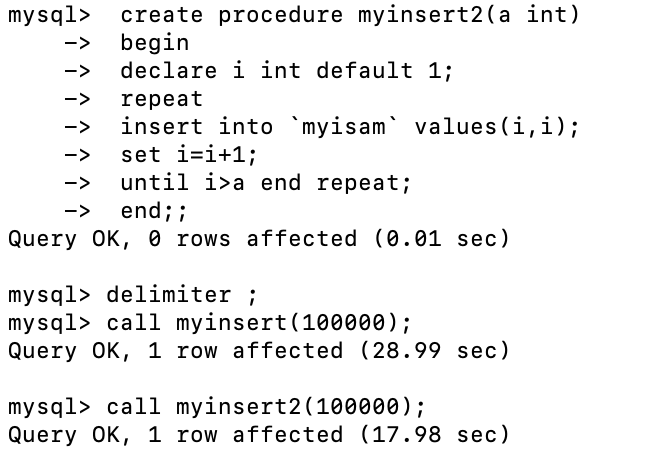 mysql>  create procedure myinsert2(a int)
    ->  begin
    ->  declare i int default 1;
    ->  repeat
    ->  insert into `myisam` values(i,i);
    ->  set i=i+1;
    ->  until i>a end repeat;
    ->  end;;
Query OK, 0 rows affected (0.01 sec)

mysql> delimiter ;
mysql> call myinsert(100000);
Query OK, 1 row affected (28.99 sec)

mysql> call myinsert2(100000);
Query OK, 1 row affected (17.98 sec)